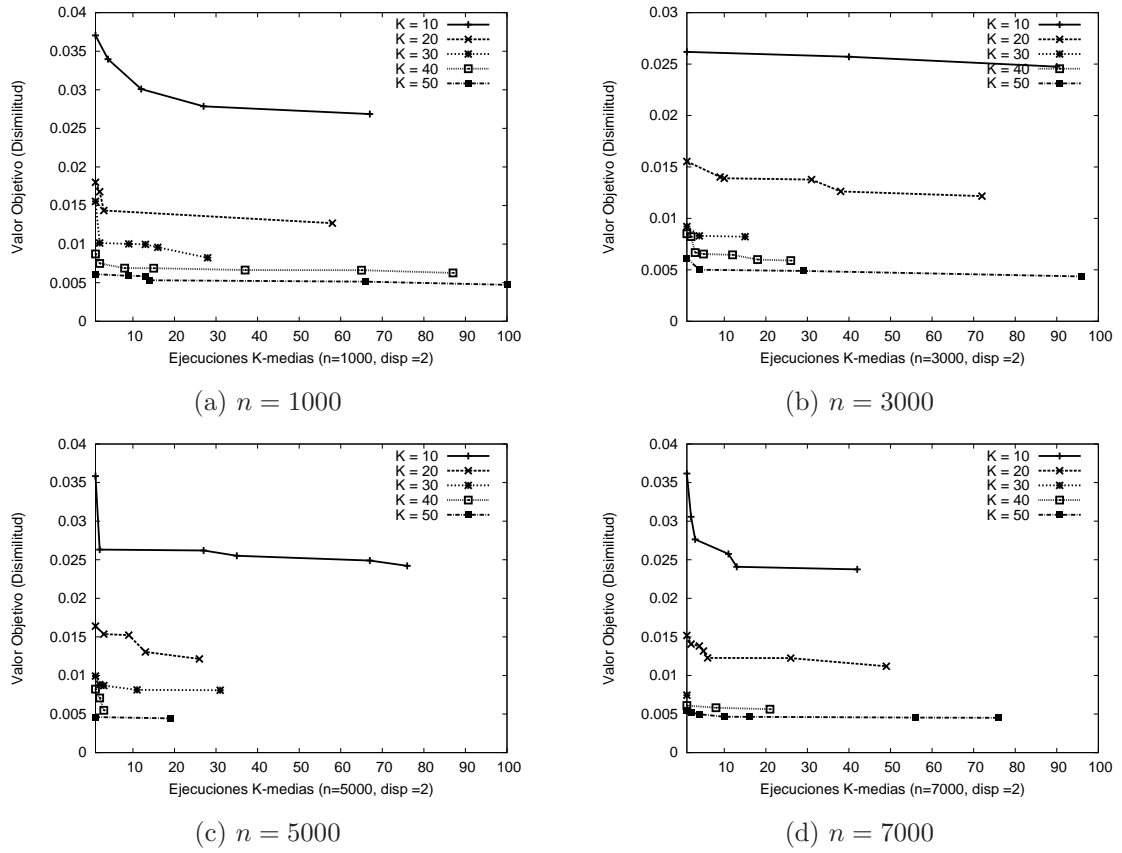 0.04
0.035
0.03
0.025
0.02
0.015
0.01
0.005
0
10 20 30 40 50 60 70 80 90 100
Valor Objetivo (Disimilitud)
Ejecuciones K-medias (n=1000, disp =2)
K = 10
K = 20
K = 30
K = 40
K = 50
(a) n = 1000
0.03
0.025
0.02
0.015
0.01
0.005
0
10 20 30 40 50 60 70 80 90 100
Valor Objetivo (Disimilitud)
Ejecuciones K-medias (n=3000, disp =2)
K = 10
K = 20
K = 30
K = 40
K = 50
(b) n = 3000
0.04
0.035
0.03
0.025
0.02
0.015
0.01
0.005
0
10 20 30 40 50 60 70 80 90 100
Valor Objetivo (Disimilitud)
Ejecuciones K-medias (n=5000, disp =2)
K = 10
K = 20
K = 30
K = 40
K = 50
(c) n = 5000
0.04
0.035
0.03
0.025
0.02
0.015
0.01
0.005
0
10 20 30 40 50 60 70 80 90 100
Valor Objetivo (Disimilitud)
Ejecuciones K-medias (n=7000, disp =2)
K = 10
K = 20
K = 30
K = 40
K = 50
(d) n = 7000